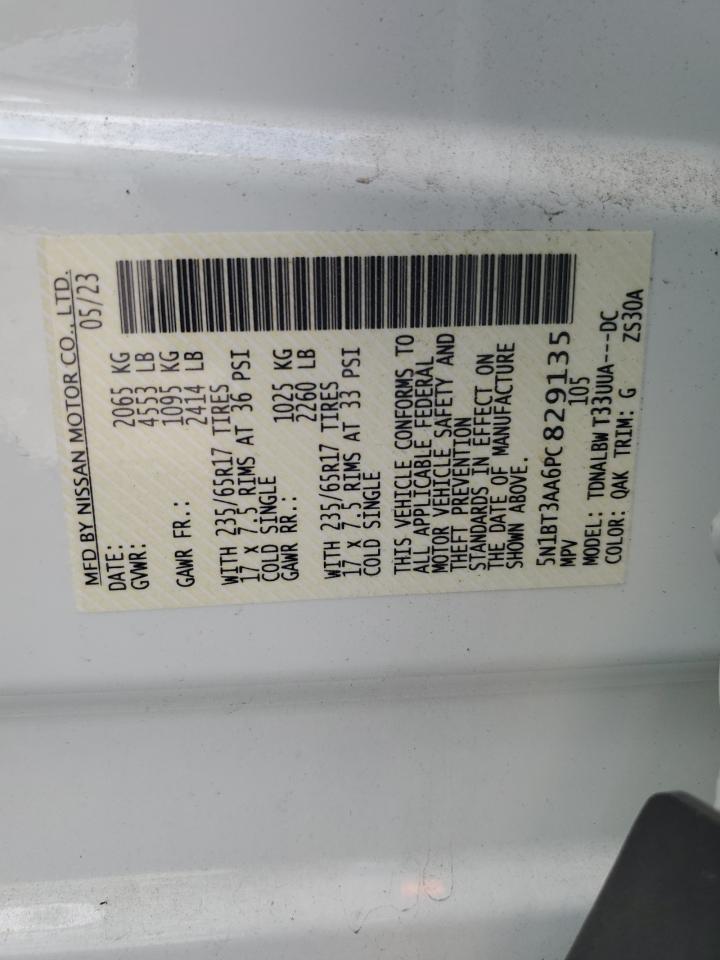 MFD BY NISSAN MOTOR CO., LTD.
DATE: 05/23
GVWR: 2065 KG
4553 LB
GAWR FR.: 1095 KG
2414 LB
WITH 235/65R17 TIRES
17 X 7.5 RIMS AT 36 PSI
COLD SINGLE
GAWR RR.: 1025 KG
2260 LB
WITH 235/65R17 TIRES
17 X 7.5 RIMS AT 33 PSI
COLD SINGLE
THIS VEHICLE CONFORMS TO
ALL APPLICABLE FEDERAL
MOTOR VEHICLE SAFETY AND
THEFT PREVENTION
STANDARDS IN EFFECT ON
THE DATE OF MANUFACTURE
SHOWN ABOVE.
5N1BT3AA6PC829135
MPV 105
MODEL: TDNALBW T33UUA---DC
COLOR: QAK TRIM: G ZS30A